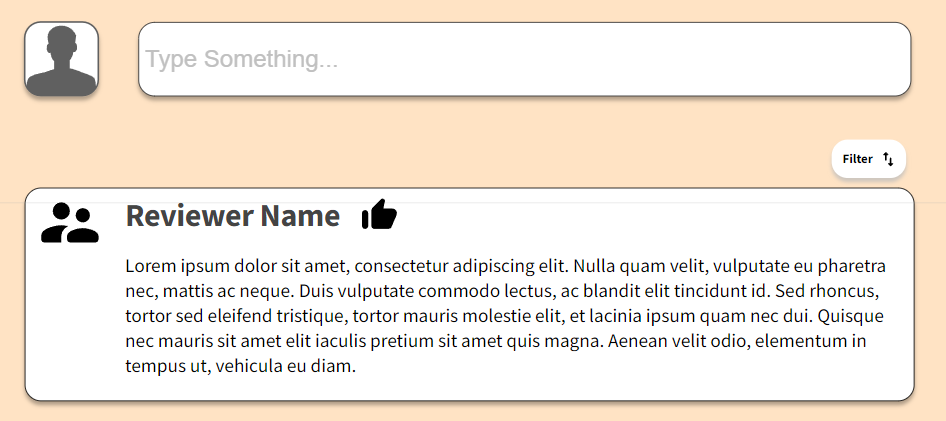 Type Something...
Filter
Reviewer Name
Lorem ipsum dolor sit amet, consectetur adipiscing elit. Nulla quam velit, vulputate eu pharetra
nec, mattis ac neque. Duis vulputate commodo lectus, ac blandit elit tincidunt id. Sed rhoncus,
tortor sed eleifend tristique, tortor mauris molestie elit, et lacinia ipsum quam nec dui. Quisque
nec mauris sit amet elit iaculis pretium sit amet quis magna. Aenean velit odio, elementum in
tempus ut, vehicula eu diam.